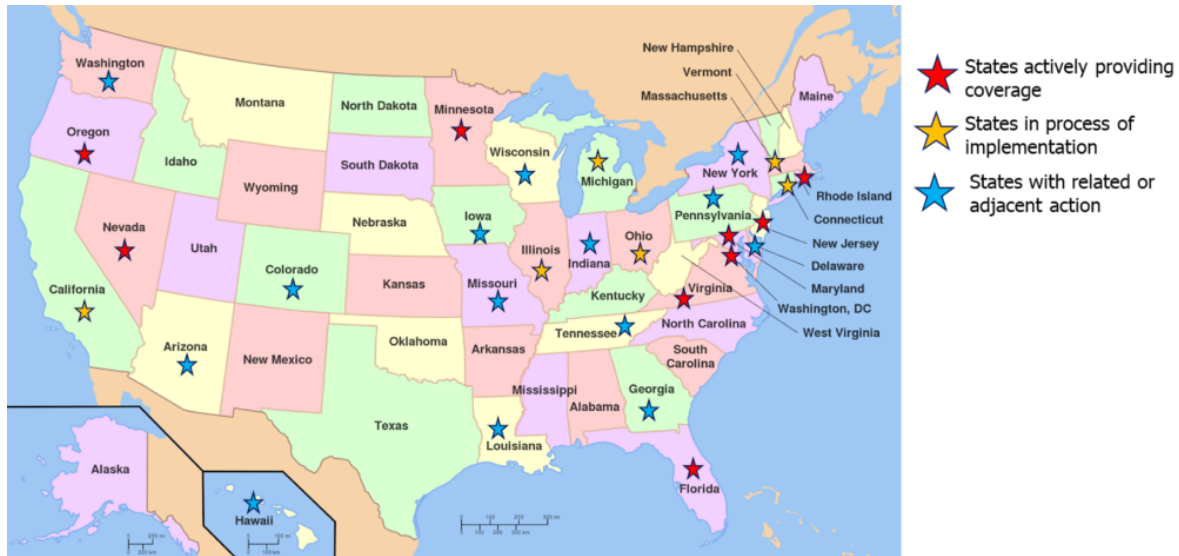 New Hampshire
Vermont
Massachusetts
Washington
Montana
North Dakota
Minnesota
Maine
Oregon
Idaho
South Dakota
Wisconsin
Michigan
New York
Wyoming
Rhode Island
Nevada
Nebraska
Iowa
Pennsylvania
Connecticut
Utah
Illinois
Indiana
Ohio
New Jersey
Colorado
Delaware
California
Kansas
Missouri
Kentucky
Virginia
Maryland
Washington, DC
Arizona
New Mexico
Oklahoma
Arkansas
Tennessee
North Carolina
West Virginia
South
Carolina
Texas
Mississippi
Alabama
Georgia
Louisiana
Alaska
Hawaii
Florida
States actively providing
coverage
States in process of
implementation
States with related or
adjacent action